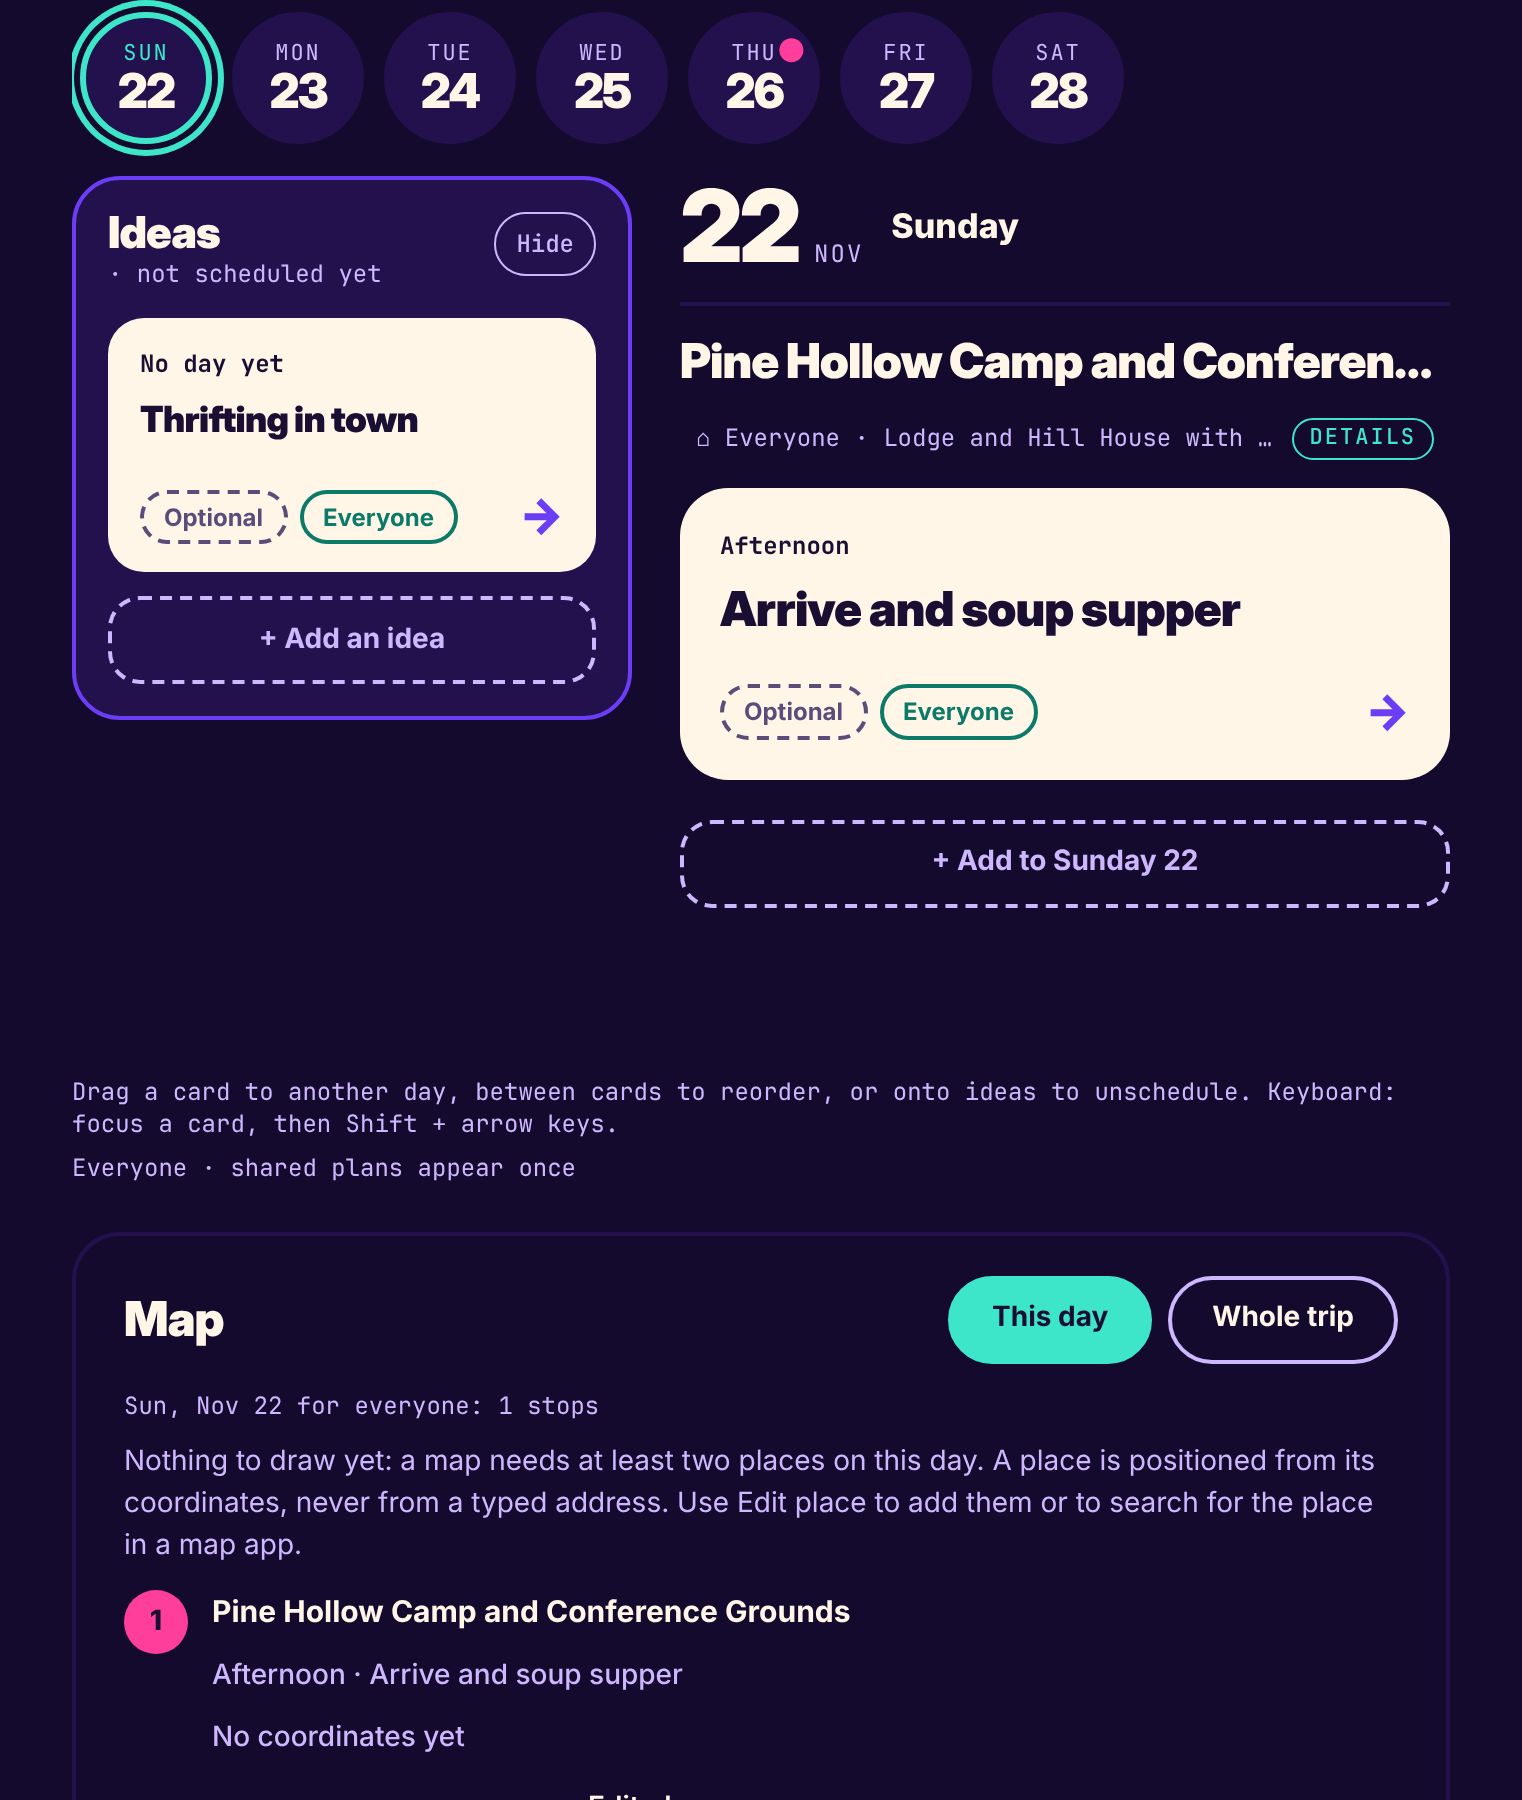 SUN
22
MON
23
TUE
24
WED
25
THU
26
FRI
27
SAT
28
Ideas
· not scheduled yet
Hide
No day yet
Thrifting in town
Optional
Everyone
→
+ Add an idea
22 NOV Sunday
Pine Hollow Camp and Conferen...
⌂ Everyone · Lodge and Hill House with …
DETAILS
Afternoon
Arrive and soup supper
Optional
Everyone
→
+ Add to Sunday 22
Drag a card to another day, between cards to reorder, or onto ideas to unschedule. Keyboard:
focus a card, then Shift + arrow keys.
Everyone · shared plans appear once
Map
This day
Whole trip
Sun, Nov 22 for everyone: 1 stops
Nothing to draw yet: a map needs at least two places on this day. A place is positioned from its
coordinates, never from a typed address. Use Edit place to add them or to search for the place
in a map app.
1
Pine Hollow Camp and Conference Grounds
Afternoon · Arrive and soup supper
No coordinates yet